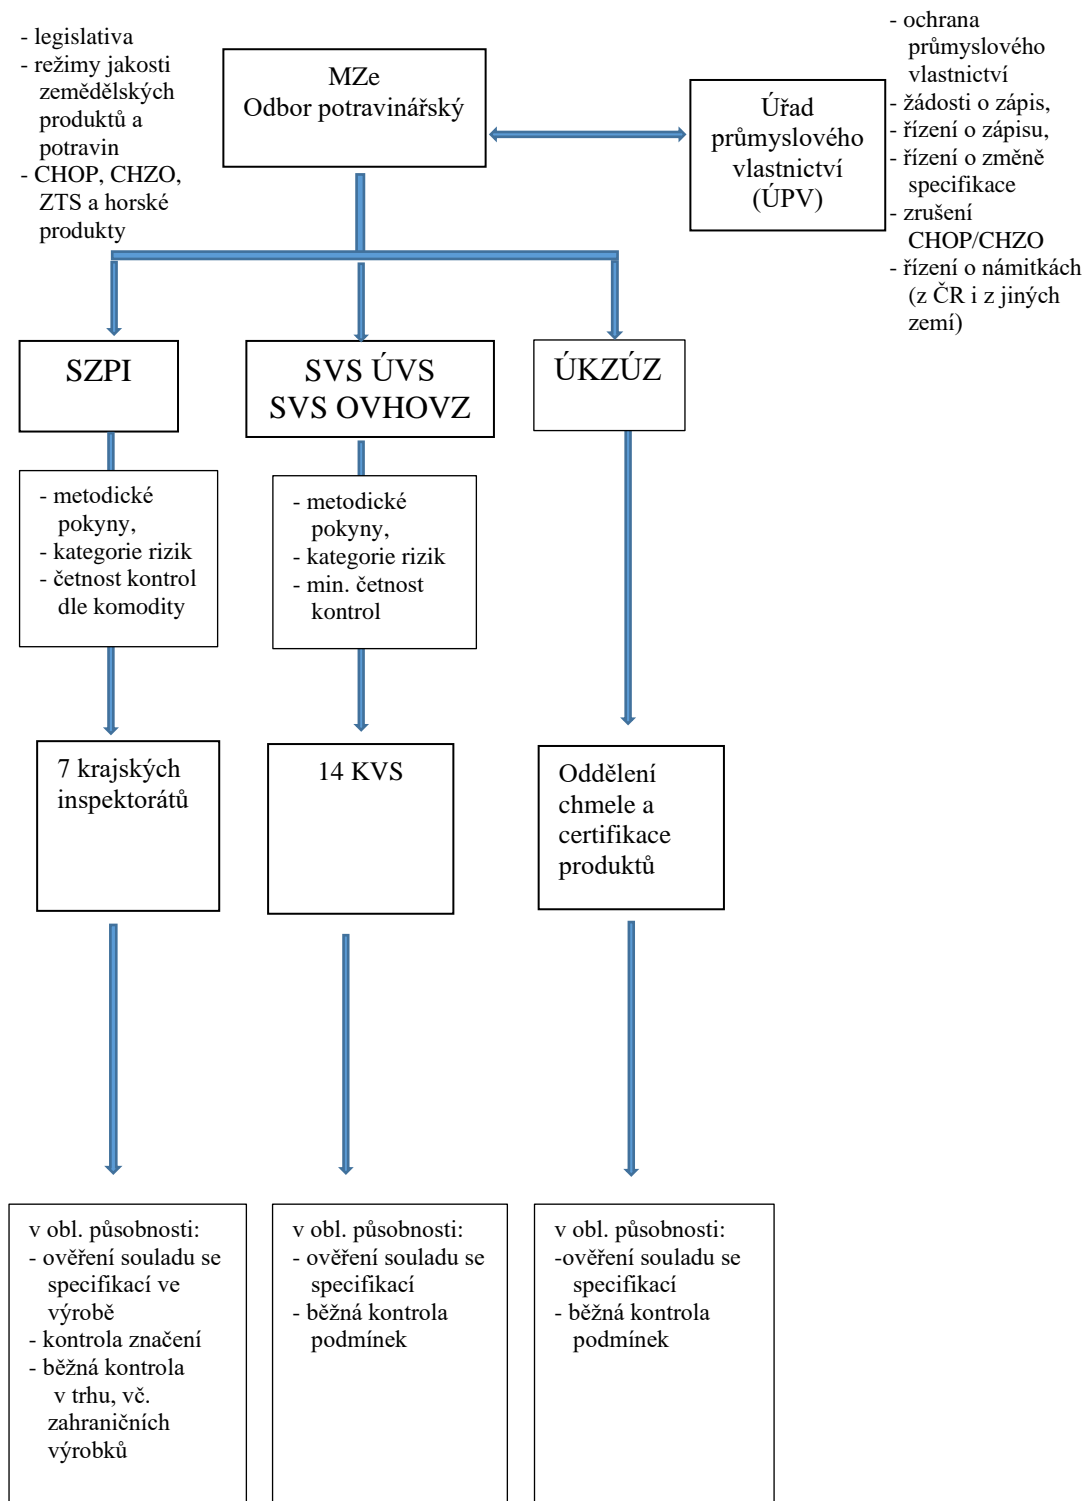 - legislativa
- režimy jakosti
zemědělských
produktů a
potravin
- CHOP, CHZO,
ZTS a horské
produkty
MZe
Odbor potravinářský
Úřad
průmyslového
vlastnictví
(ÚPV)
- ochrana
průmyslového
vlastnictví
- žádosti o zápis,
- řízení o zápisu,
- řízení o změně
specifikace
- zrušení
CHOP/CHZO
- řízení o námitkách
(z ČR i z jiných
zemí)
SZPI
SVS ÚVS
SVS OVHOVZ
ÚKZÚZ
- metodické
pokyny,
- kategorie rizik
- četnost kontrol
dle komodity
- metodické
pokyny,
- kategorie rizik
- min. četnost
kontrol
7 krajských
inspektorátů
14 KVS
Oddělení
chmele a
certifikace
produktů
v obl. působnosti:
- ověření souladu se
specifikací ve
výrobě
- kontrola značení
- běžná kontrola
v trhu, vč.
zahraničních
výrobků
v obl. působnosti:
- ověření souladu se
specifikací
- běžná kontrola
podmínek
v obl. působnosti:
-ověření souladu se
specifikací
- běžná kontrola
podmínek